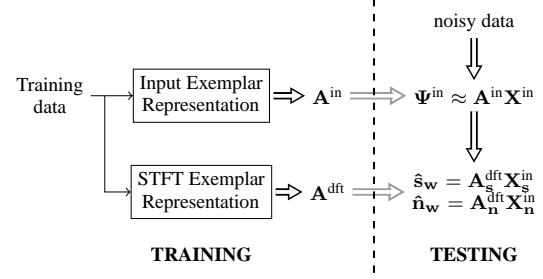 noisy data
Training
data
Input Exemplar
Representation
A^in
Ψ^in ≈ A^in X^in
STFT Exemplar
Representation
A^dft
ŝ_w = A_s^dft X_s^in
n̂_w = A_n^dft X_n^in
TRAINING
TESTING